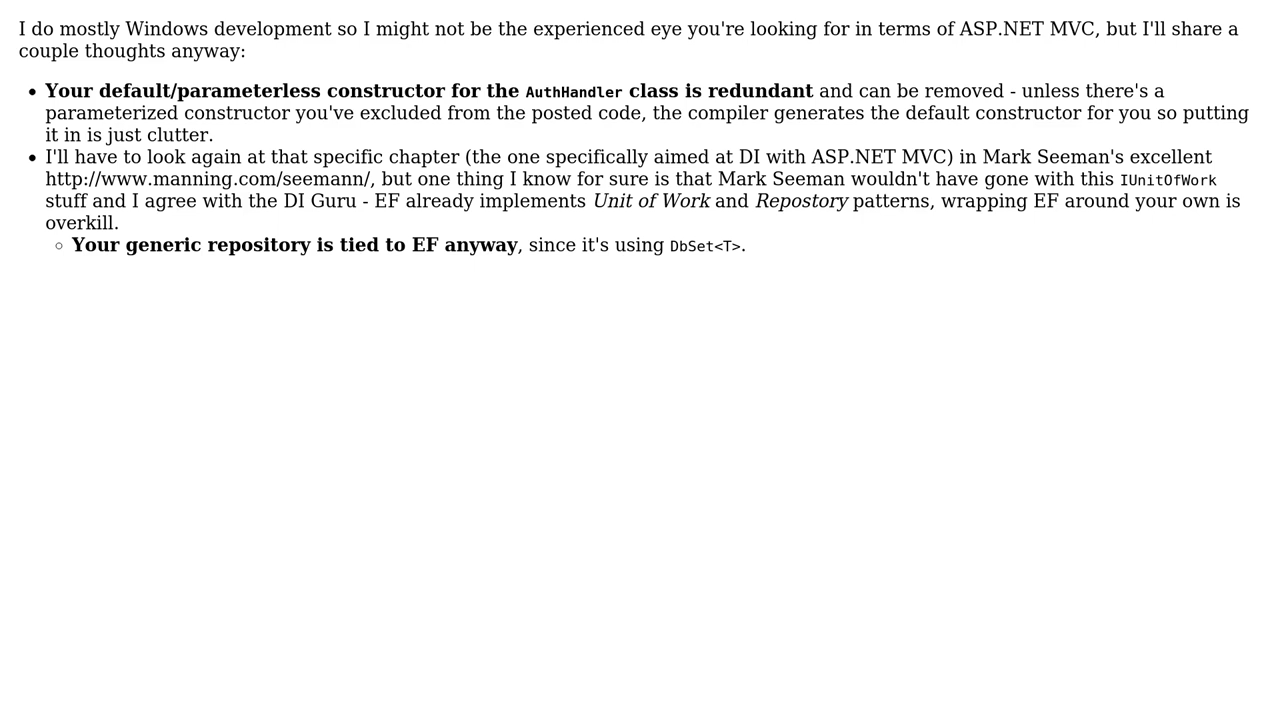 I do mostly Windows development so I might not be the experienced eye you're looking for in terms of ASP.NET MVC, but I'll share a
couple thoughts anyway:
• Your default/parameterless constructor for the AuthHandler class is redundant and can be removed - unless there's a
parameterized constructor you've excluded from the posted code, the compiler generates the default constructor for you so putting
it in is just clutter.
• I'll have to look again at that specific chapter (the one specifically aimed at DI with ASP.NET MVC) in Mark Seeman's excellent
http://www.manning.com/seemann/, but one thing I know for sure is that Mark Seeman wouldn't have gone with this IUnitOfWork
stuff and I agree with the DI Guru - EF already implements Unit of Work and Repostory patterns, wrapping EF around your own is
overkill.
◦ Your generic repository is tied to EF anyway, since it's using DbSet<T>.